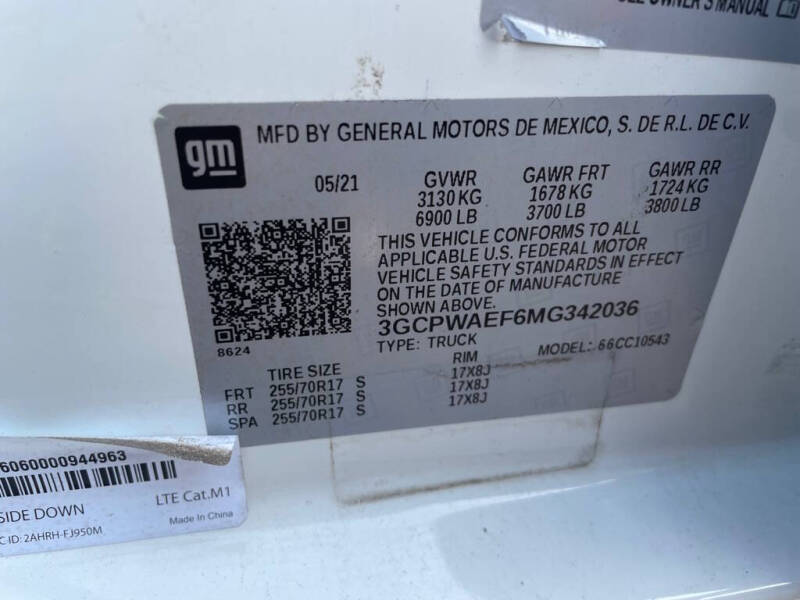 OWNER'S MANUAL
gm
MFD BY GENERAL MOTORS DE MEXICO, S. DE R.L. DE C.V.
05/21 GVWR GAWR FRT GAWR RR
3130 KG 1678 KG 1724 KG
6900 LB 3700 LB 3800 LB
THIS VEHICLE CONFORMS TO ALL
APPLICABLE U.S. FEDERAL MOTOR
VEHICLE SAFETY STANDARDS IN EFFECT
ON THE DATE OF MANUFACTURE
SHOWN ABOVE.
3GCPWAEF6MG342036
8624
TYPE: TRUCK MODEL: 66CC10543
TIRE SIZE RIM
FRT 255/70R17 S 17X8J
RR 255/70R17 S 17X8J
SPA 255/70R17 S 17X8J
6060000944963
LTE Cat.M1
SIDE DOWN
Made in China
C-ID: 2AHRH-FJ950M